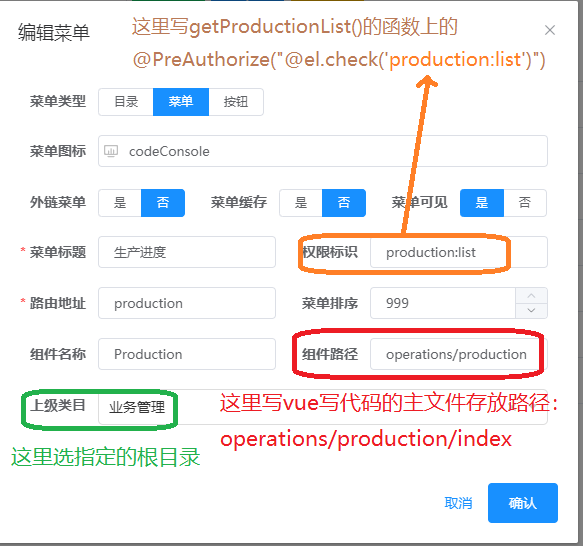 编辑菜单
这里写getProductionList()的函数上的
@PreAuthorize("@el.check('production:list')")
菜单类型 目录 菜单 按钮
菜单图标 codeConsole
外链菜单 是 否 菜单缓存 是 否 菜单可见 是 否
* 菜单标题 生产进度 权限标识 production:list
* 路由地址 production 菜单排序 999
组件名称 Production 组件路径 operations/production
上级类目 业务管理
这里写vue写代码的主文件存放路径：
operations/production/index
这里选指定的根目录
取消 确认